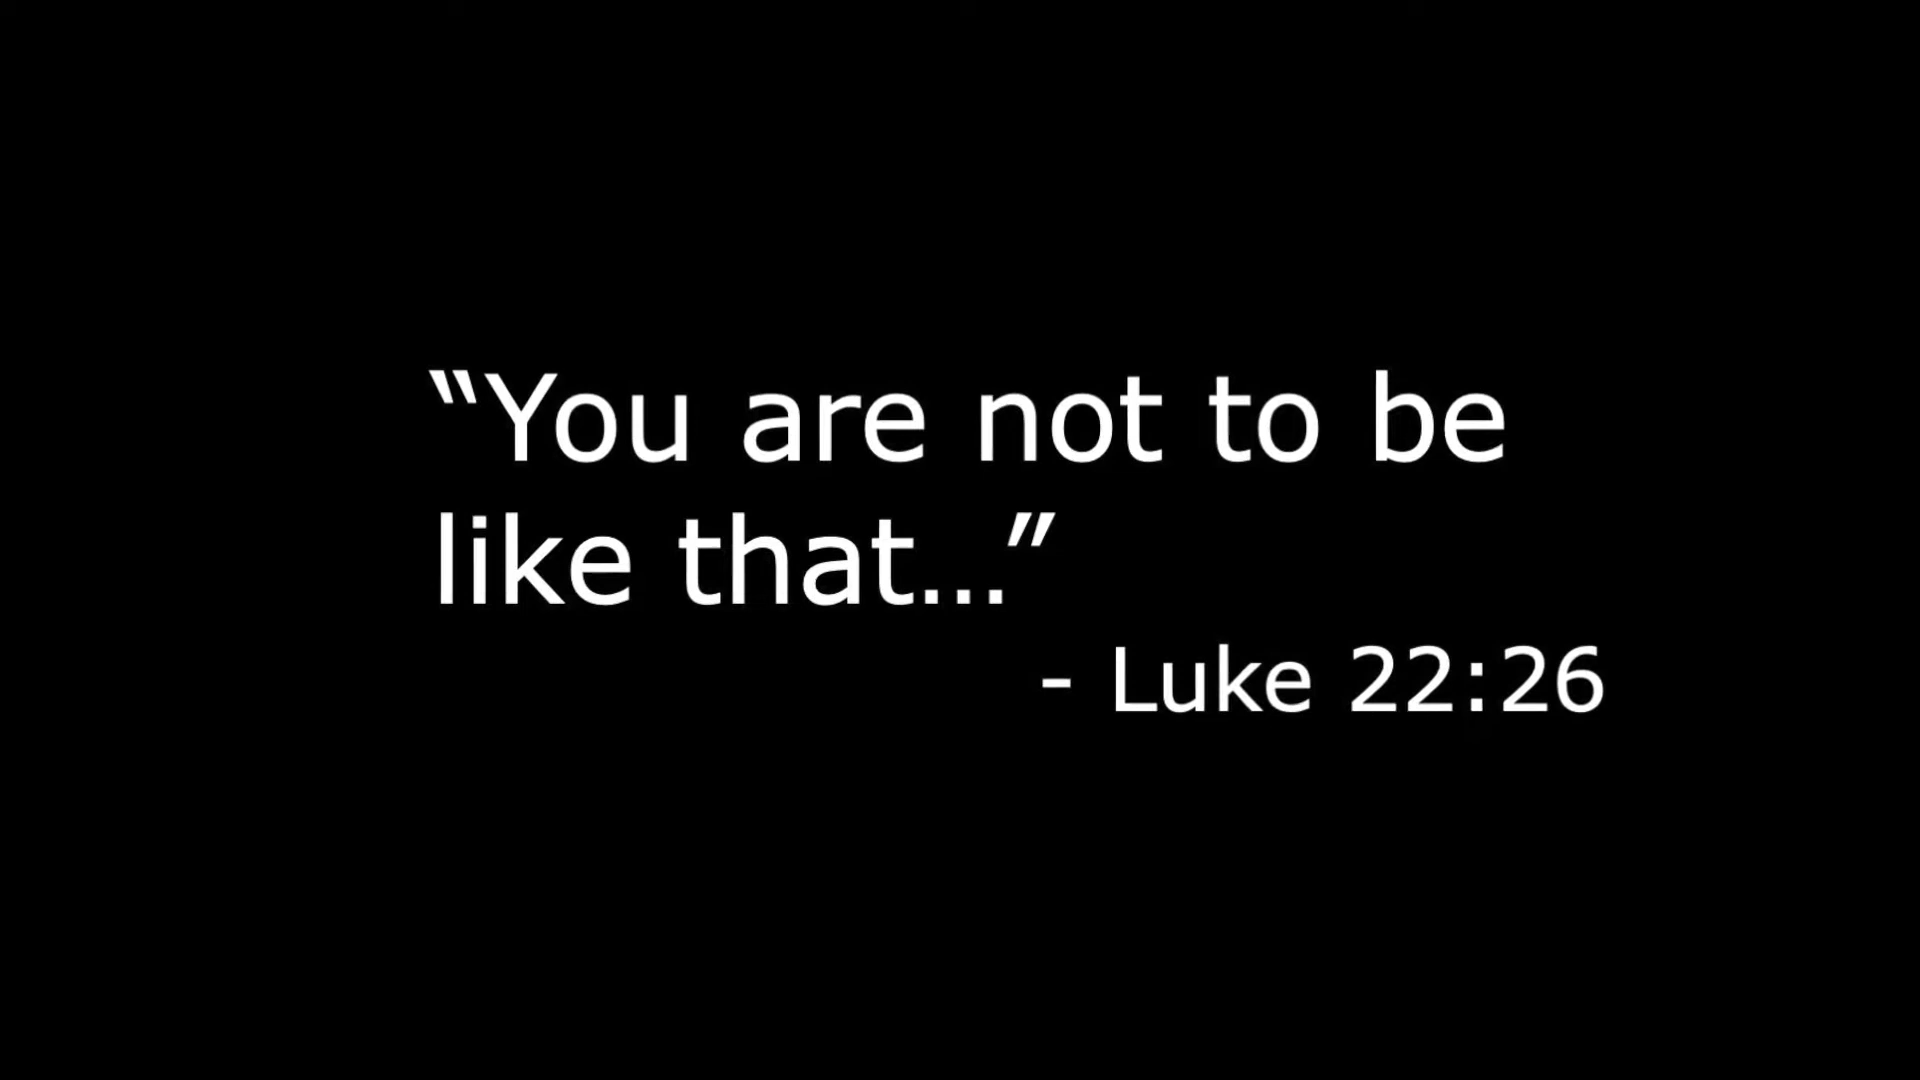 “You are not to be
like that...”
- Luke 22:26